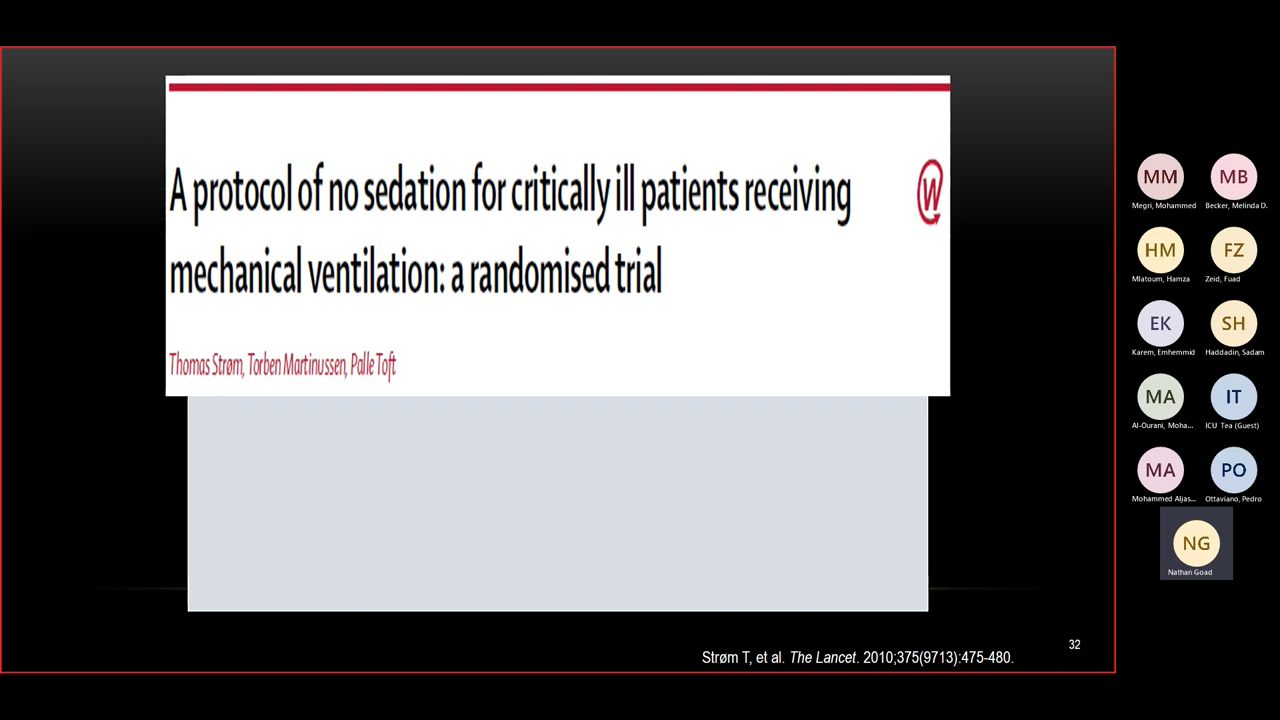 A protocol of no sedation for critically ill patients receiving
mechanical ventilation: a randomised trial
W
Thomas Strøm, Torben Martinussen, Palle Toft
Strøm T, et al. The Lancet. 2010;375(9713):475-480.
32
MM
Megri, Mohammed
MB
Becker, Melinda D.
HM
Mlatoum, Hamza
FZ
Zeid, Fuad
EK
Karem, Emhemmid
SH
Haddadin, Sadam
MA
Al-Ourani, Moha...
IT
ICU Tea (Guest)
MA
Mohammed Aljas...
PO
Ottaviano, Pedro
NG
Nathan Goad